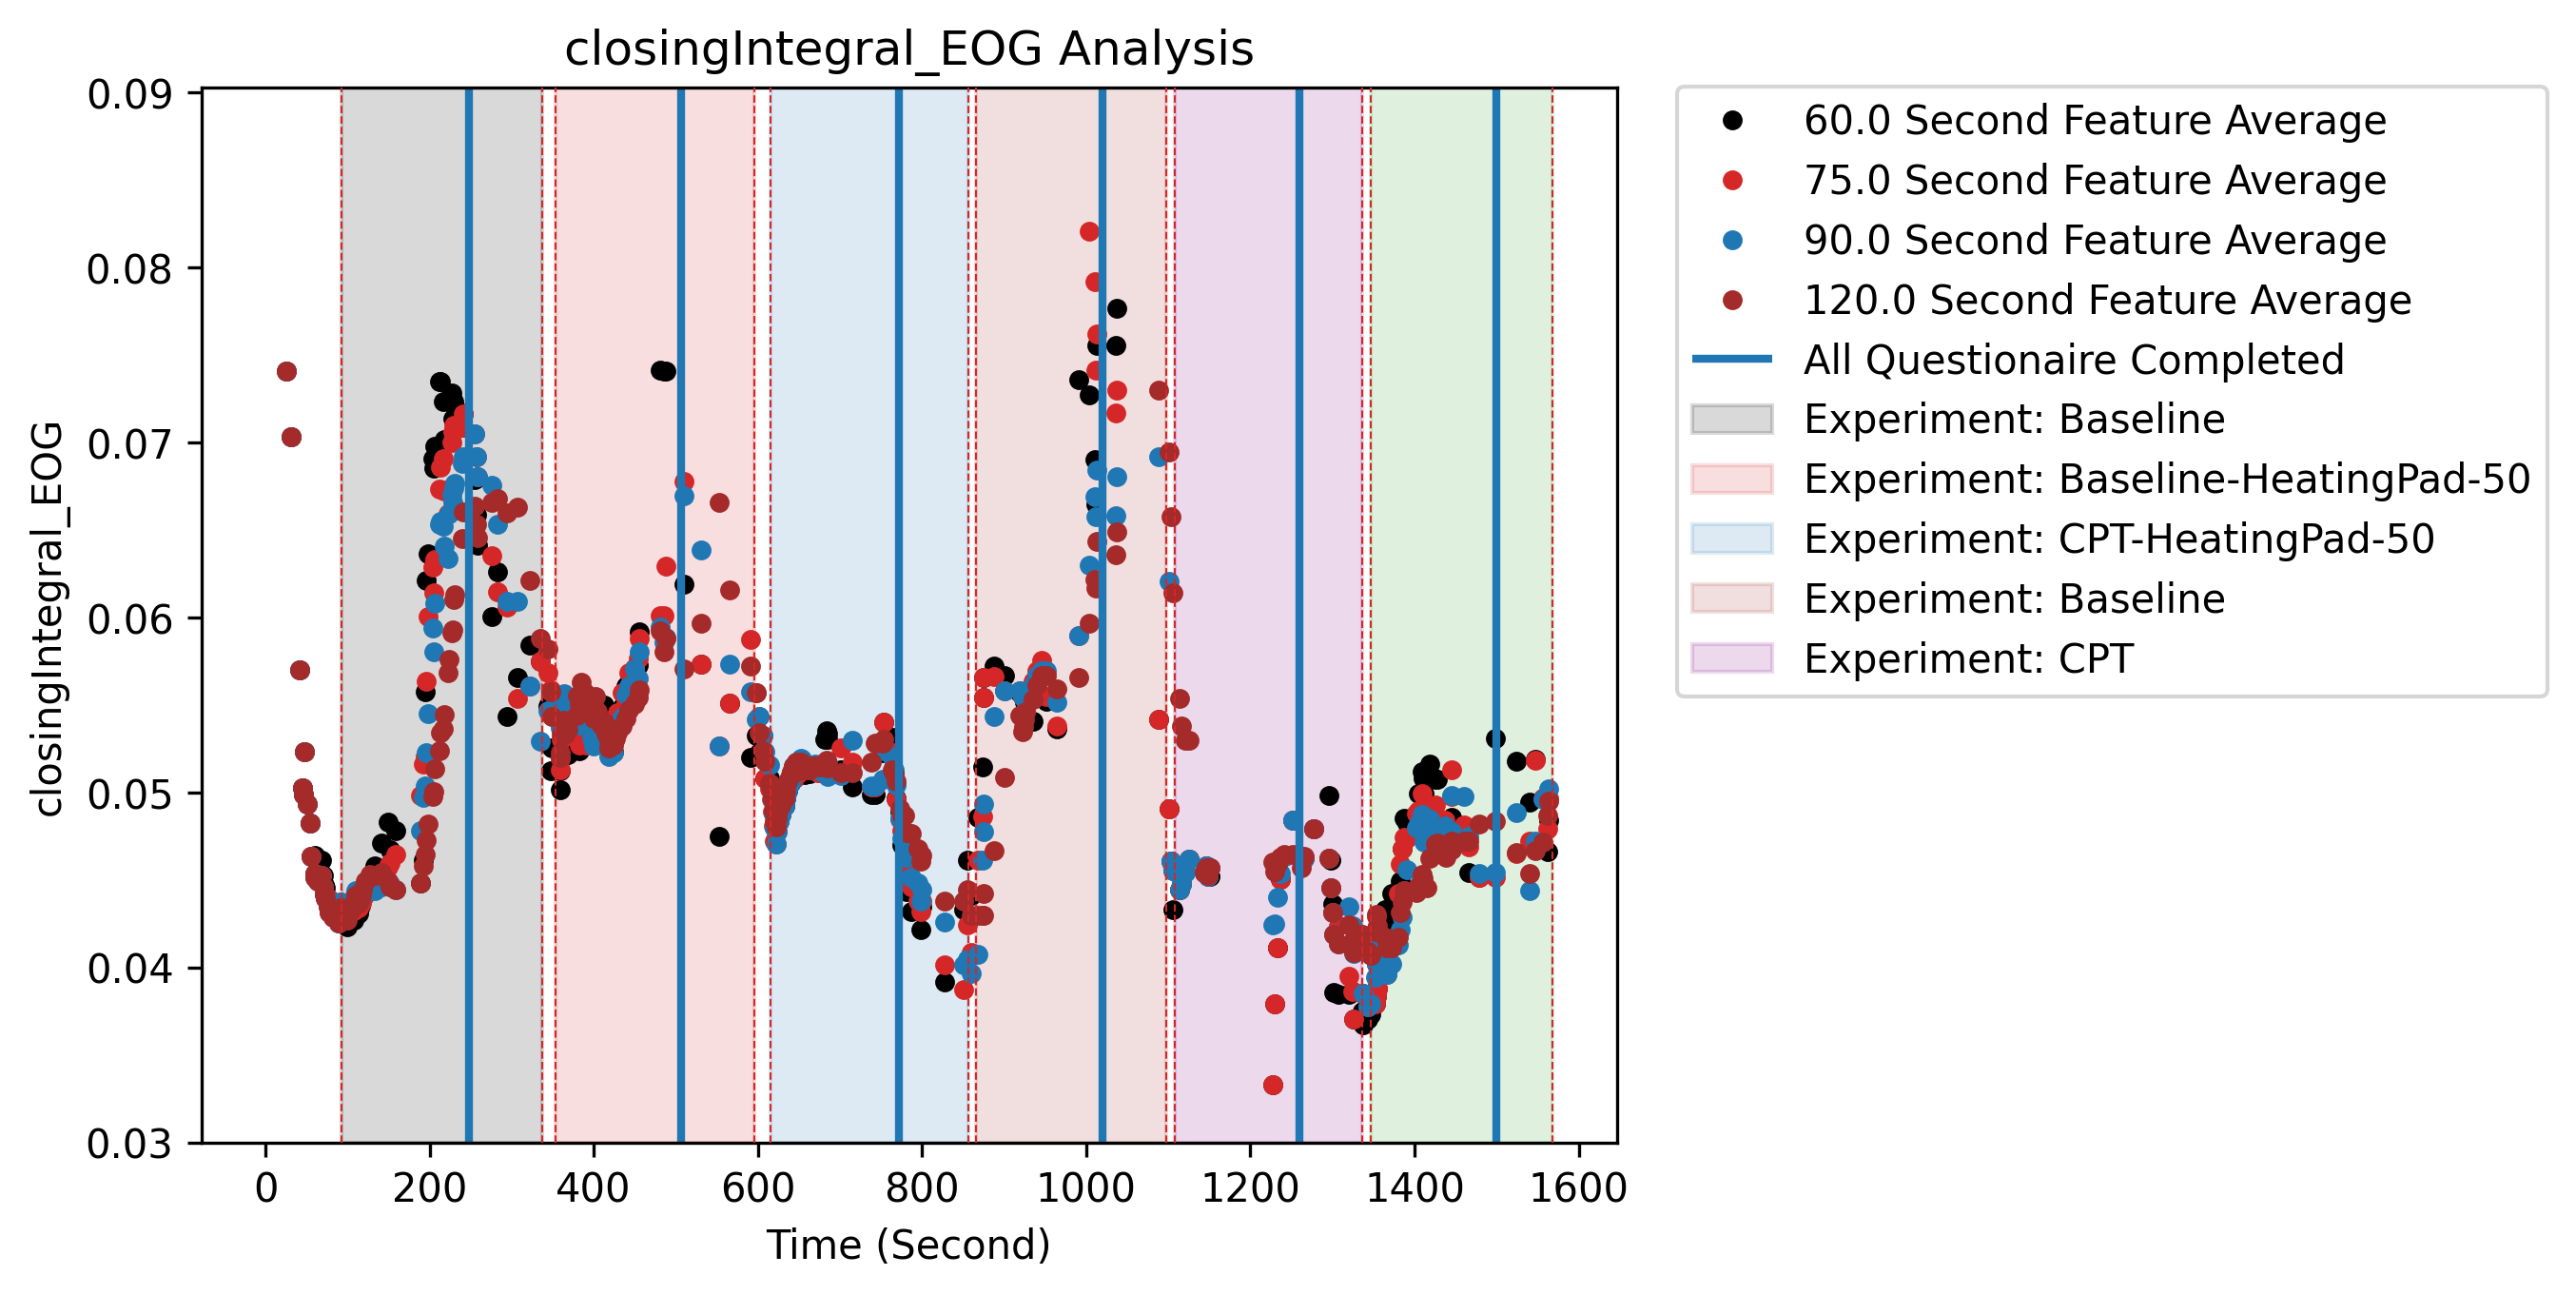 closingIntegral_EOG Analysis
closingIntegral_EOG
0.09
0.08
0.07
0.06
0.05
0.04
0.03
0 200 400 600 800 1000 1200 1400 1600
Time (Second)
60.0 Second Feature Average
75.0 Second Feature Average
90.0 Second Feature Average
120.0 Second Feature Average
All Questionaire Completed
Experiment: Baseline
Experiment: Baseline-HeatingPad-50
Experiment: CPT-HeatingPad-50
Experiment: Baseline
Experiment: CPT